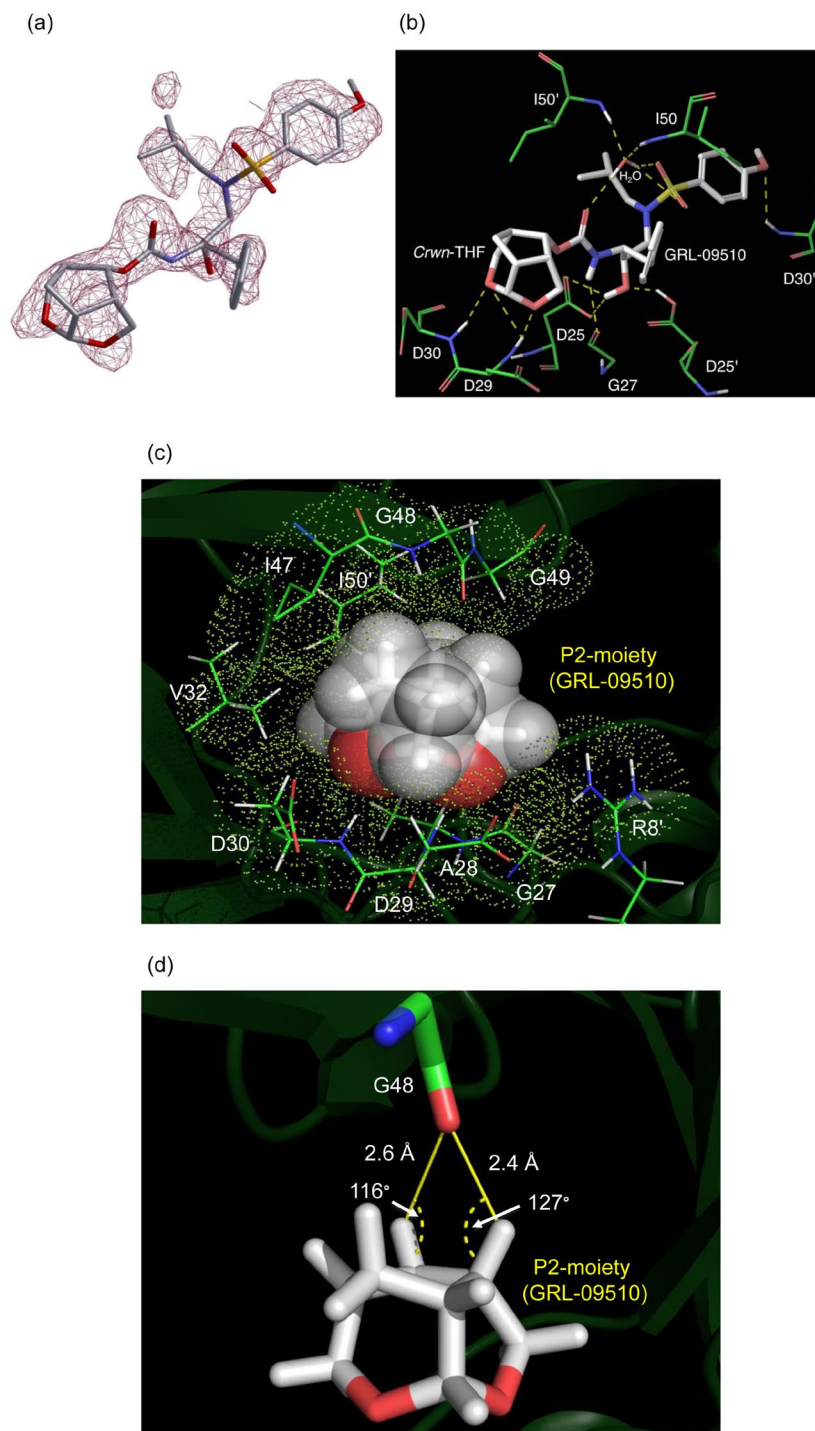 (a)
(b)
I50'
I50
H₂O
Crwn-THF
GRL-09510
D30'
D30
D25
D29
G27
D25'
(c)
G48
I47
I50'
G49
P2-moiety
(GRL-09510)
V32
D30
R8'
A28
G27
D29
(d)
G48
2.6 Å
2.4 Å
116°
127°
P2-moiety
(GRL-09510)